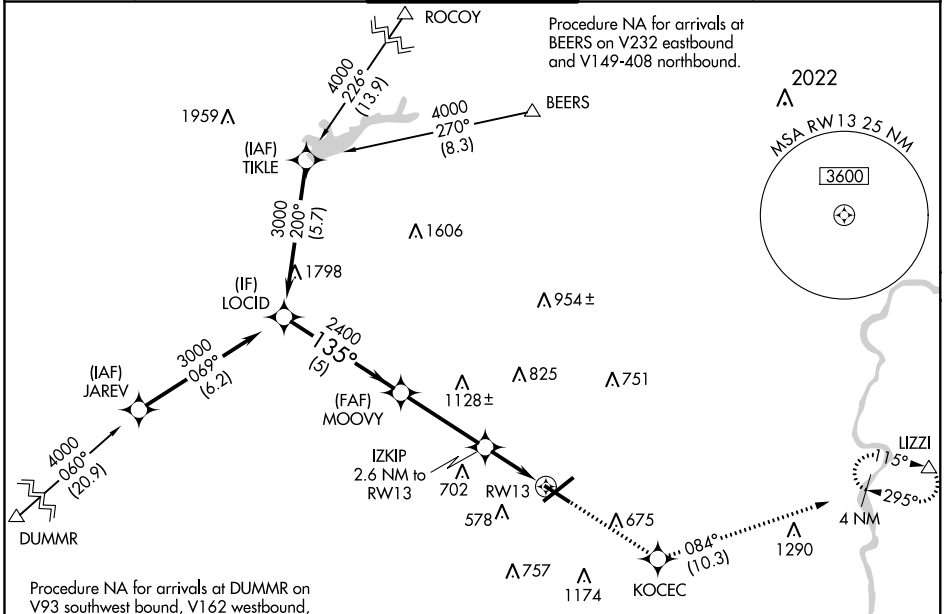 ROCOY
Procedure NA for arrivals at
BEERS on V232 eastbound
and V149-408 northbound.
4000
226°
(13.9)
2022
1959
BEERS
4000
270°
(8.3)
MSA RW13 25 NM
3600
(IAF)
TIKLE
3000
200°
(5.7)
1606
1798
(IF)
LOCID
954±
2400
135°
(5)
3000
069°
(6.2)
(IAF)
JAREV
825
751
1128±
(FAF)
MOOVY
4000
060°
(20.9)
IZKIP
2.6 NM to
RW13
702
RW13
LIZZI
115°
295°
4 NM
578
675
DUMMR
084°
(10.3)
1290
757
1174
KOCEC
Procedure NA for arrivals at DUMMR on
V93 southwest bound, V162 westbound,